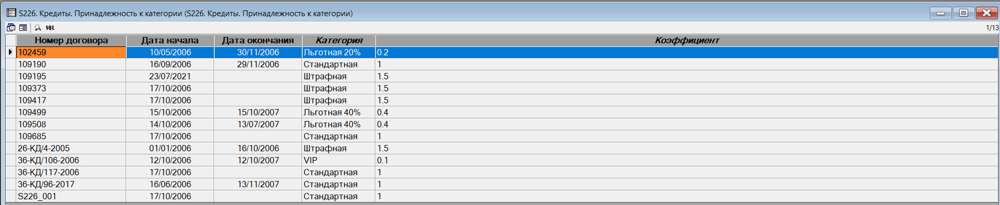 S226. Кредиты. Принадлежность к категории (S226. Кредиты. Принадлежность к категории)
SQL 1/13
Номер договора Дата начала Дата окончания Категория Коэффициент
102459 10/05/2006 30/11/2006 Льготная 20% 0.2
109190 16/09/2006 29/11/2006 Стандартная 1
109195 23/07/2021 Штрафная 1.5
109373 17/10/2006 Штрафная 1.5
109417 17/10/2006 Штрафная 1.5
109499 15/10/2006 15/10/2007 Льготная 40% 0.4
109508 14/10/2006 13/07/2007 Льготная 40% 0.4
109685 17/10/2006 Стандартная 1
26-КД/4-2005 01/01/2006 16/10/2006 Штрафная 1.5
36-КД/106-2006 12/10/2006 12/10/2007 VIP 0.1
36-КД/117-2006 17/10/2006 Стандартная 1
36-КД/96-2017 16/06/2006 13/11/2007 Стандартная 1
S226_001 17/10/2006 Стандартная 1